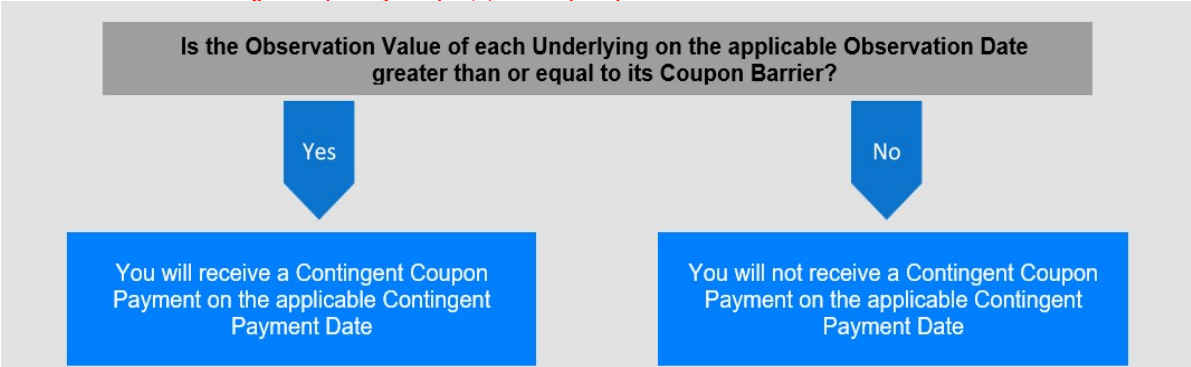 Is the Observation Value of each Underlying on the applicable Observation Date
greater than or equal to its Coupon Barrier?
Yes
No
You will receive a Contingent Coupon
Payment on the applicable Contingent
Payment Date
You will not receive a Contingent Coupon
Payment on the applicable Contingent
Payment Date